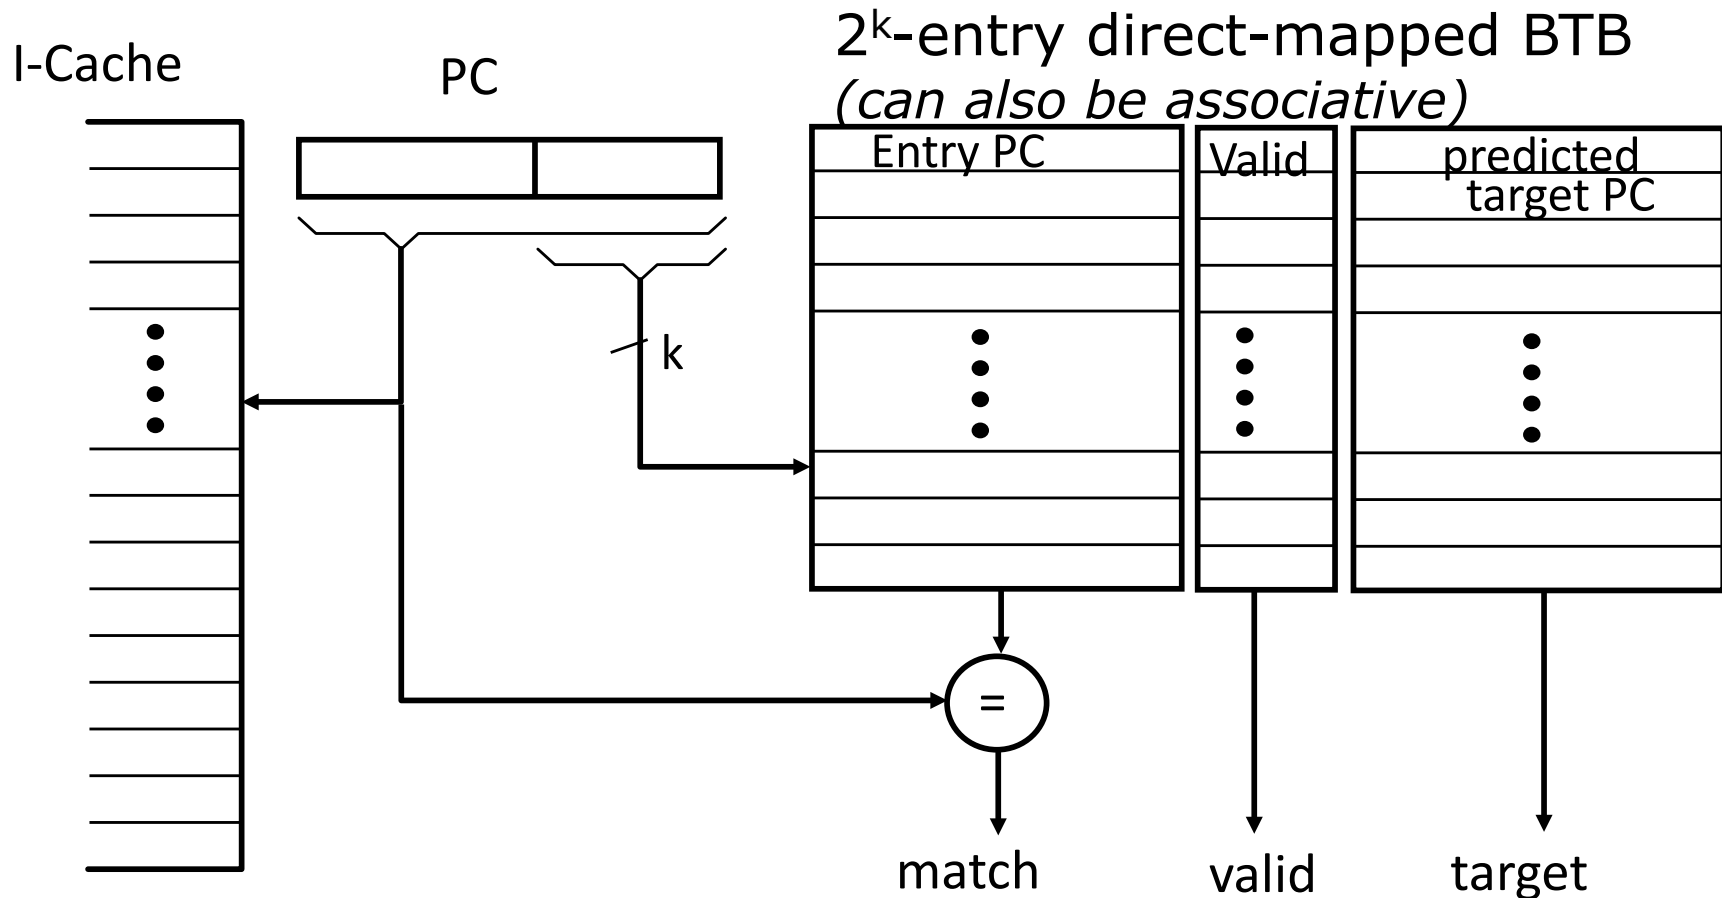 2ᵏ-entry direct-mapped BTB
(can also be associative)
I-Cache
PC
Entry PC
Valid
predicted
target PC
k
=
match
valid
target